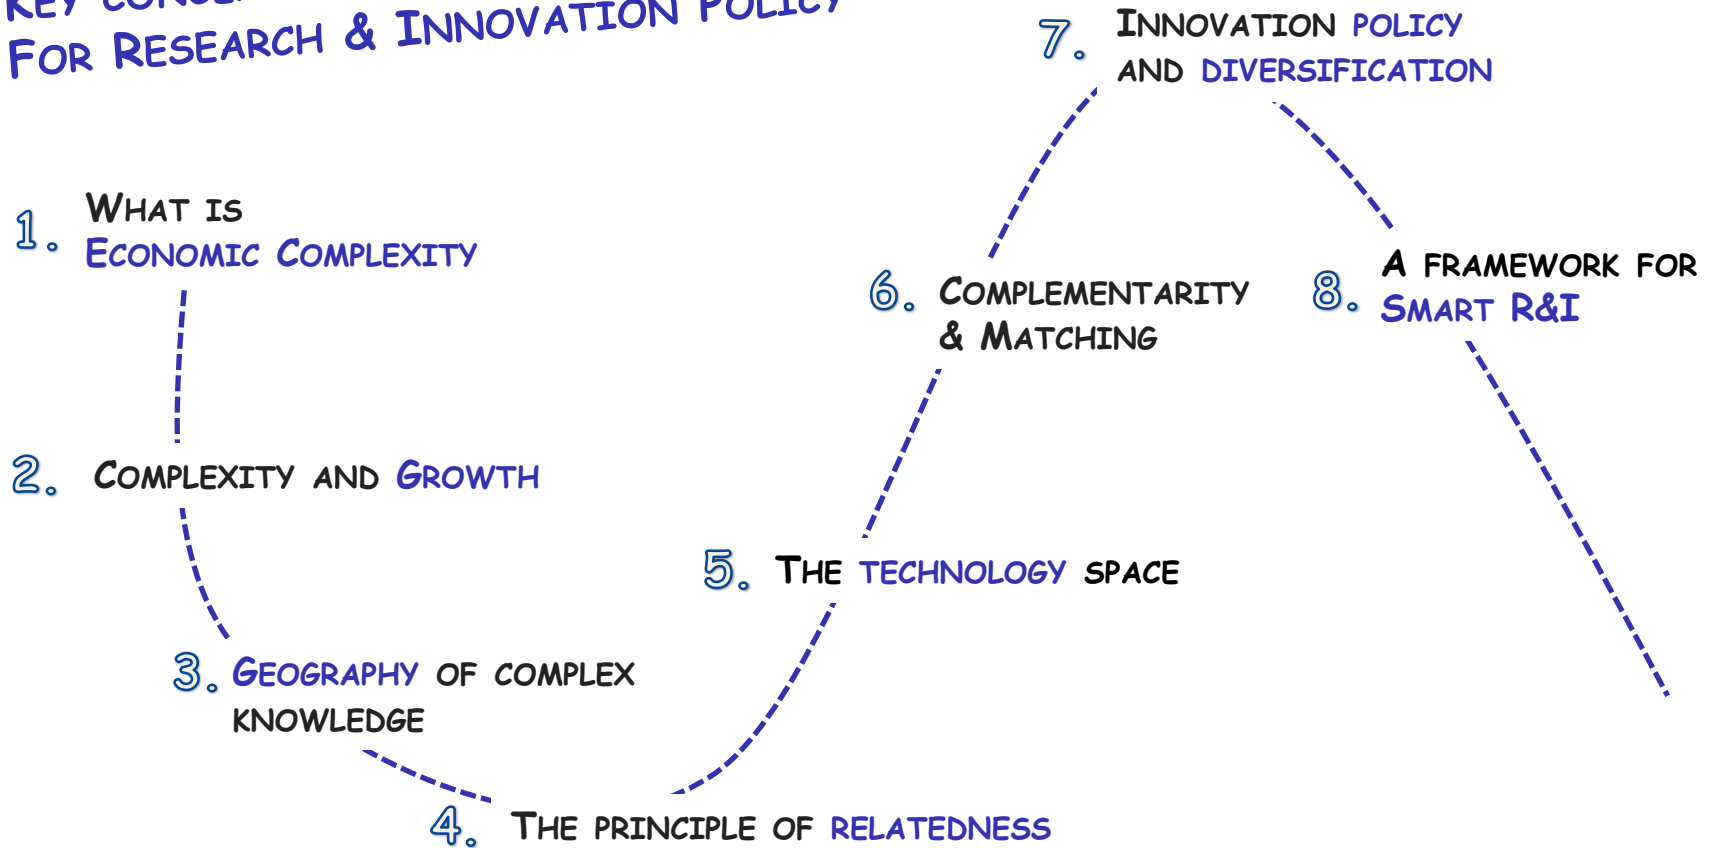 KEY
FOR RESEARCH & INNOVATION POLICY
1. WHAT IS
ECONOMIC COMPLEXITY
2. COMPLEXITY AND GROWTH
3. GEOGRAPHY OF COMPLEX
KNOWLEDGE
4. THE PRINCIPLE OF RELATEDNESS
5. THE TECHNOLOGY SPACE
6. COMPLEMENTARITY
& MATCHING
7. INNOVATION POLICY
AND DIVERSIFICATION
8. A FRAMEWORK FOR
SMART R&I